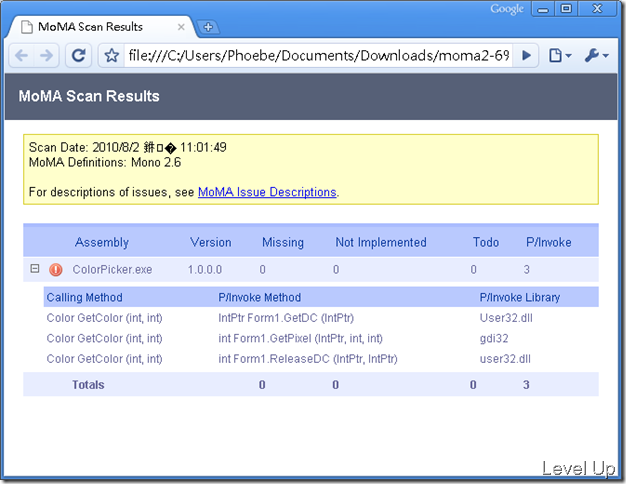 Google
MoMA Scan Results
file:///C:/Users/Phoebe/Documents/Downloads/moma2-69
MoMA Scan Results
Scan Date: 2010/8/2 11:01:49
MoMA Definitions: Mono 2.6
For descriptions of issues, see MoMA Issue Descriptions.
Assembly Version Missing Not Implemented Todo P/Invoke
ColorPicker.exe 1.0.0.0 0 0 0 3
Calling Method P/Invoke Method P/Invoke Library
Color GetColor (int, int) IntPtr Form1.GetDC (IntPtr) User32.dll
Color GetColor (int, int) int Form1.GetPixel (IntPtr, int, int) gdi32
Color GetColor (int, int) int Form1.ReleaseDC (IntPtr, IntPtr) user32.dll
Totals 0 0 0 3
Level Up